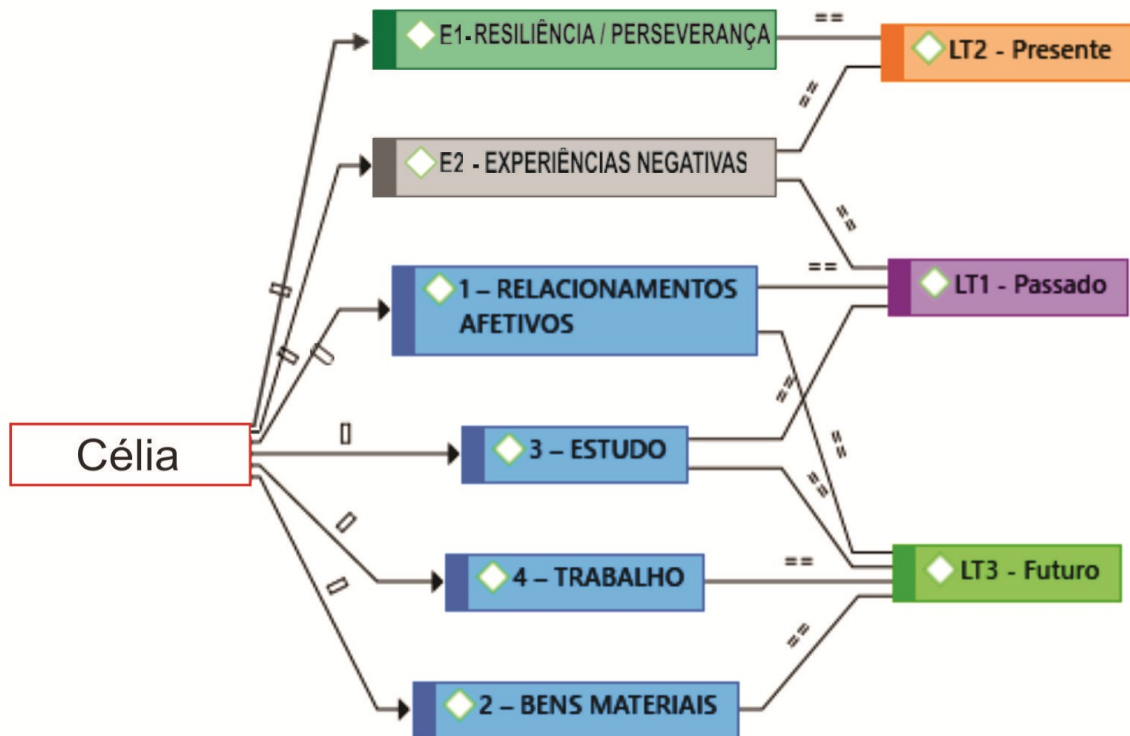 E1- RESILIÊNCIA / PERSEVERANÇA
==
LT2 - Presente
==
E2 - EXPERIÊNCIAS NEGATIVAS
==
1 – RELACIONAMENTOS
AFETIVOS
==
LT1 - Passado
==
Célia
3 – ESTUDO
==
==
4 – TRABALHO
==
LT3 - Futuro
==
2 – BENS MATERIAIS